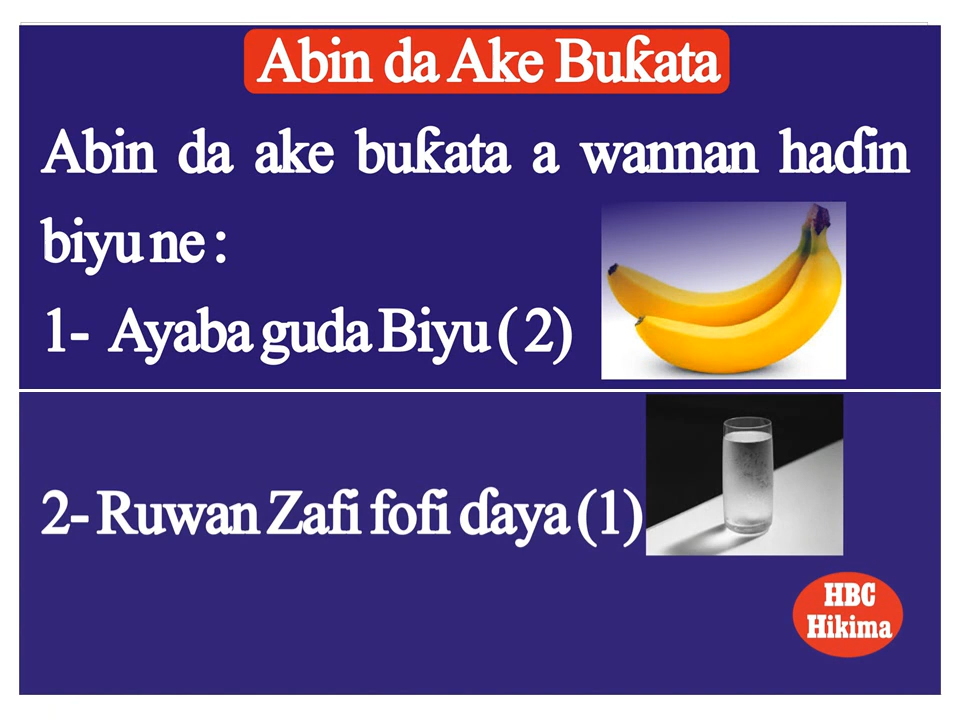 Abin da Ake Buƙata
Abin da ake buƙata a wannan haɗin
biyu ne :
1- Ayaba guda Biyu ( 2)
2- Ruwan Zafi fofi ɗaya (1)
HBC
Hikima